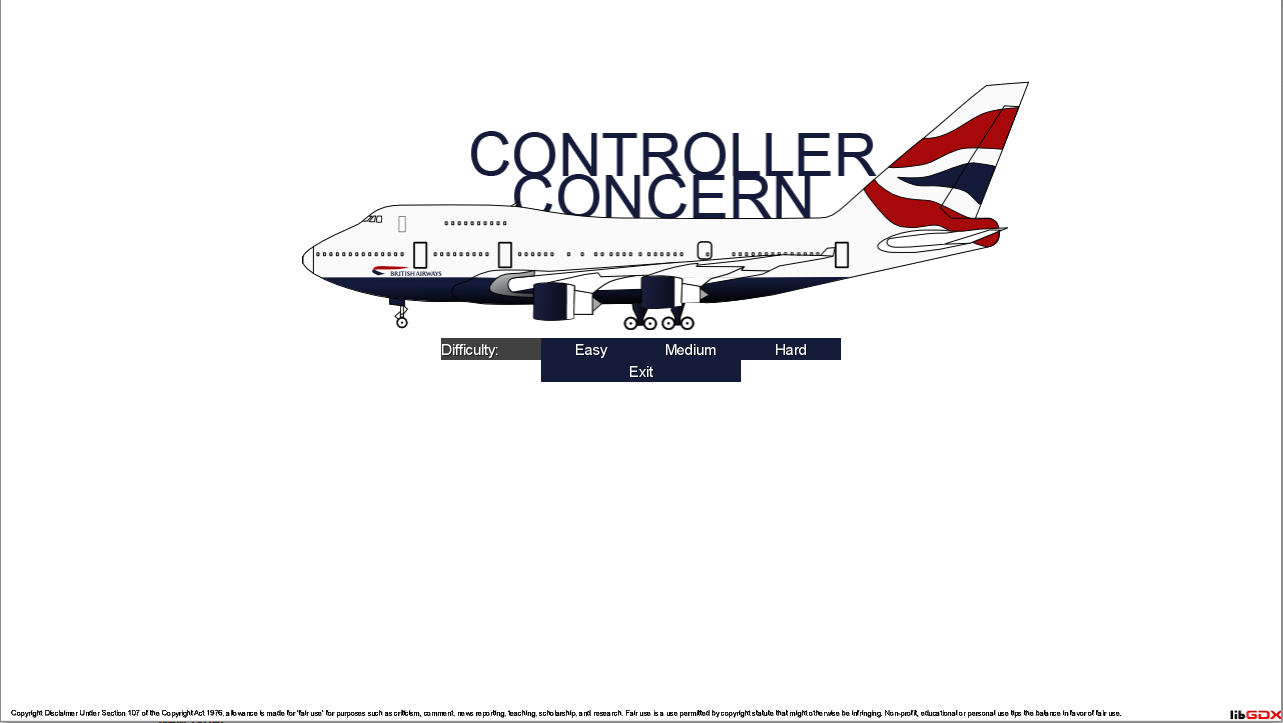 CONTROLLER
CONCERN
BRITISH AIRWAYS
Difficulty: Easy Medium Hard
Exit
Copyright Disclaimer Under Section 107 of the Copyright Act 1976, allowance is made for 'fair use' for purposes such as criticism, comment, news reporting, teaching, scholarship, and research. Fair use is a use permitted by copyright statute that might otherwise be infringing. Non-profit, educational or personal use tips the balance in favor of fair use.
libGDX